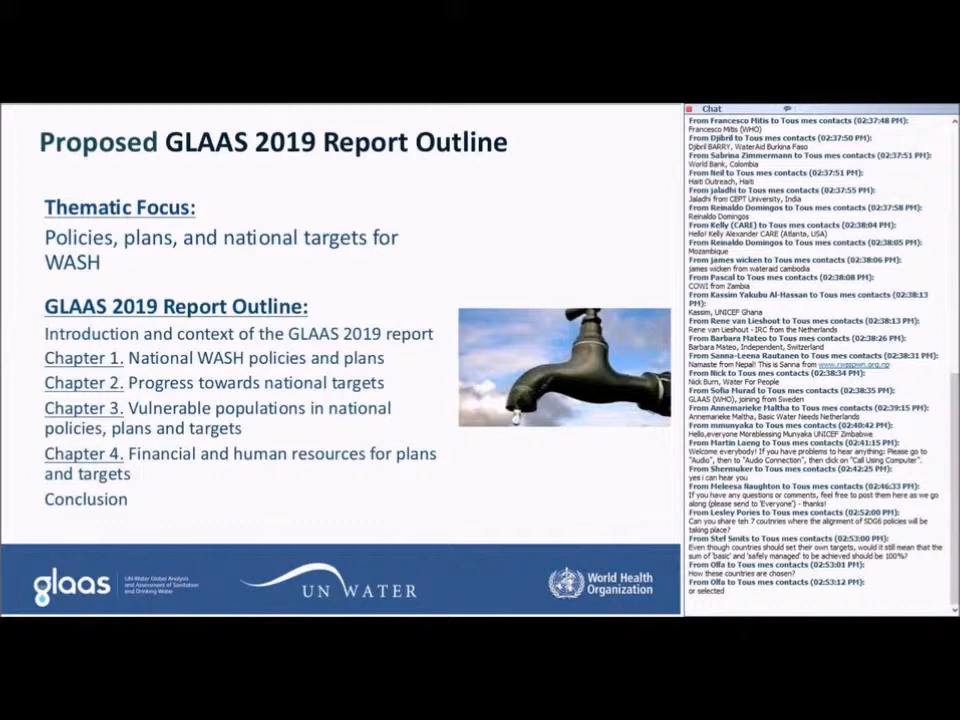 Proposed GLAAS 2019 Report Outline
Thematic Focus:
Policies, plans, and national targets for
WASH
GLAAS 2019 Report Outline:
Introduction and context of the GLAAS 2019 report
Chapter 1. National WASH policies and plans
Chapter 2. Progress towards national targets
Chapter 3. Vulnerable populations in national
policies, plans and targets
Chapter 4. Financial and human resources for plans
and targets
Conclusion
glaas
UN-Water Global Analysis
and Assessment of Sanitation
and Drinking-Water
UN WATER
World Health
Organization
Chat
From Francesco Mitis to Tous mes contacts (02:37:48 PM):
Francesco Mitis (WHO)
From Djibril to Tous mes contacts (02:37:50 PM):
Djibril BARRY, WaterAid Burkina Faso
From Sabrina Zimmermann to Tous mes contacts (02:37:51 PM):
World Bank, Colombia
From Neil to Tous mes contacts (02:37:51 PM):
Haiti Outreach, Haiti
From jaladhi to Tous mes contacts (02:37:55 PM):
Jaladhi from CEPT University, India
From Reinaldo Domingos to Tous mes contacts (02:37:58 PM):
Reinaldo Domingos
From Kelly (CARE) to Tous mes contacts (02:38:04 PM):
Hello! Kelly Alexander CARE (Atlanta, USA)
From Reinaldo Domingos to Tous mes contacts (02:38:05 PM):
Mozambique
From james wicken to Tous mes contacts (02:38:06 PM):
james wicken from wateraid cambodia
From Pascal to Tous mes contacts (02:38:08 PM):
COWI from Zambia
From Kassim Yakubu Al-Hassan to Tous mes contacts (02:38:13
PM):
Kassim, UNICEF Ghana
From Rene van Lieshout to Tous mes contacts (02:38:13 PM):
Rene van Lieshout - IRC from the Netherlands
From Barbara Mateo to Tous mes contacts (02:38:26 PM):
Barbara Mateo, Independent, Switzerland
From Sanna-Leena Rautanen to Tous mes contacts (02:38:31 PM):
Namaste from Nepal! This is Sanna from www.rwsspwn.org.np
From Nick to Tous mes contacts (02:38:34 PM):
Nick Burn, Water For People
From Sofia Murad to Tous mes contacts (02:38:35 PM):
GLAAS (WHO), joining from Sweden
From Annemarieke Maltha to Tous mes contacts (02:39:15 PM):
Annemarieke Maltha, Basic Water Needs Netherlands
From mmunyaka to Tous mes contacts (02:40:42 PM):
Hello,everyone Moreblessing Munyaka UNICEF Zimbabwe
From Martin Laeng to Tous mes contacts (02:41:15 PM):
Welcome everybody! If you have problems to hear anything: Please go to
"Audio", then to "Audio Connection", then click on "Call Using Computer".
From Shermuker to Tous mes contacts (02:42:25 PM):
yes i can hear you
From Meleesa Naughton to Tous mes contacts (02:46:33 PM):
If you have any questions or comments, feel free to post them here as we go
along (please send to 'Everyone') - thanks!
From Lesley Pories to Tous mes contacts (02:52:00 PM):
Can you share teh 7 coutries where the alignment of SDG6 policies will be
taking place?
From Stef Smits to Tous mes contacts (02:53:00 PM):
Even though countries should set their own targets, would it still mean that the
sum of 'basic' and 'safely managed' to be achieved should be 100%?
From Olfa to Tous mes contacts (02:53:01 PM):
How these countries are chosen?
From Olfa to Tous mes contacts (02:53:12 PM):
or selected